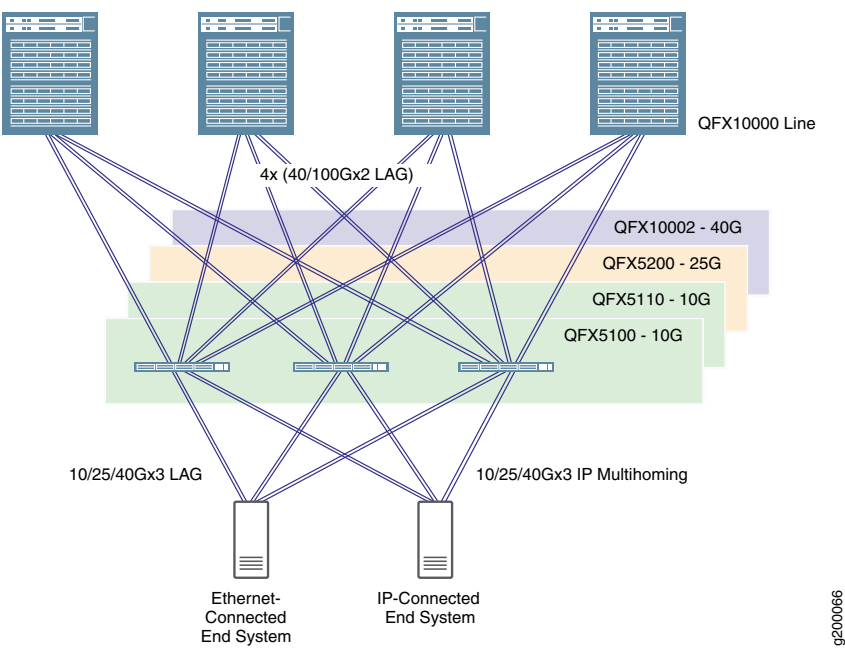 QFX10000 Line
4x (40/100Gx2 LAG)
QFX10002 - 40G
QFX5200 - 25G
QFX5110 - 10G
QFX5100 - 10G
10/25/40Gx3 LAG
10/25/40Gx3 IP Multihoming
Ethernet-
Connected
End System
IP-Connected
End System
g200066